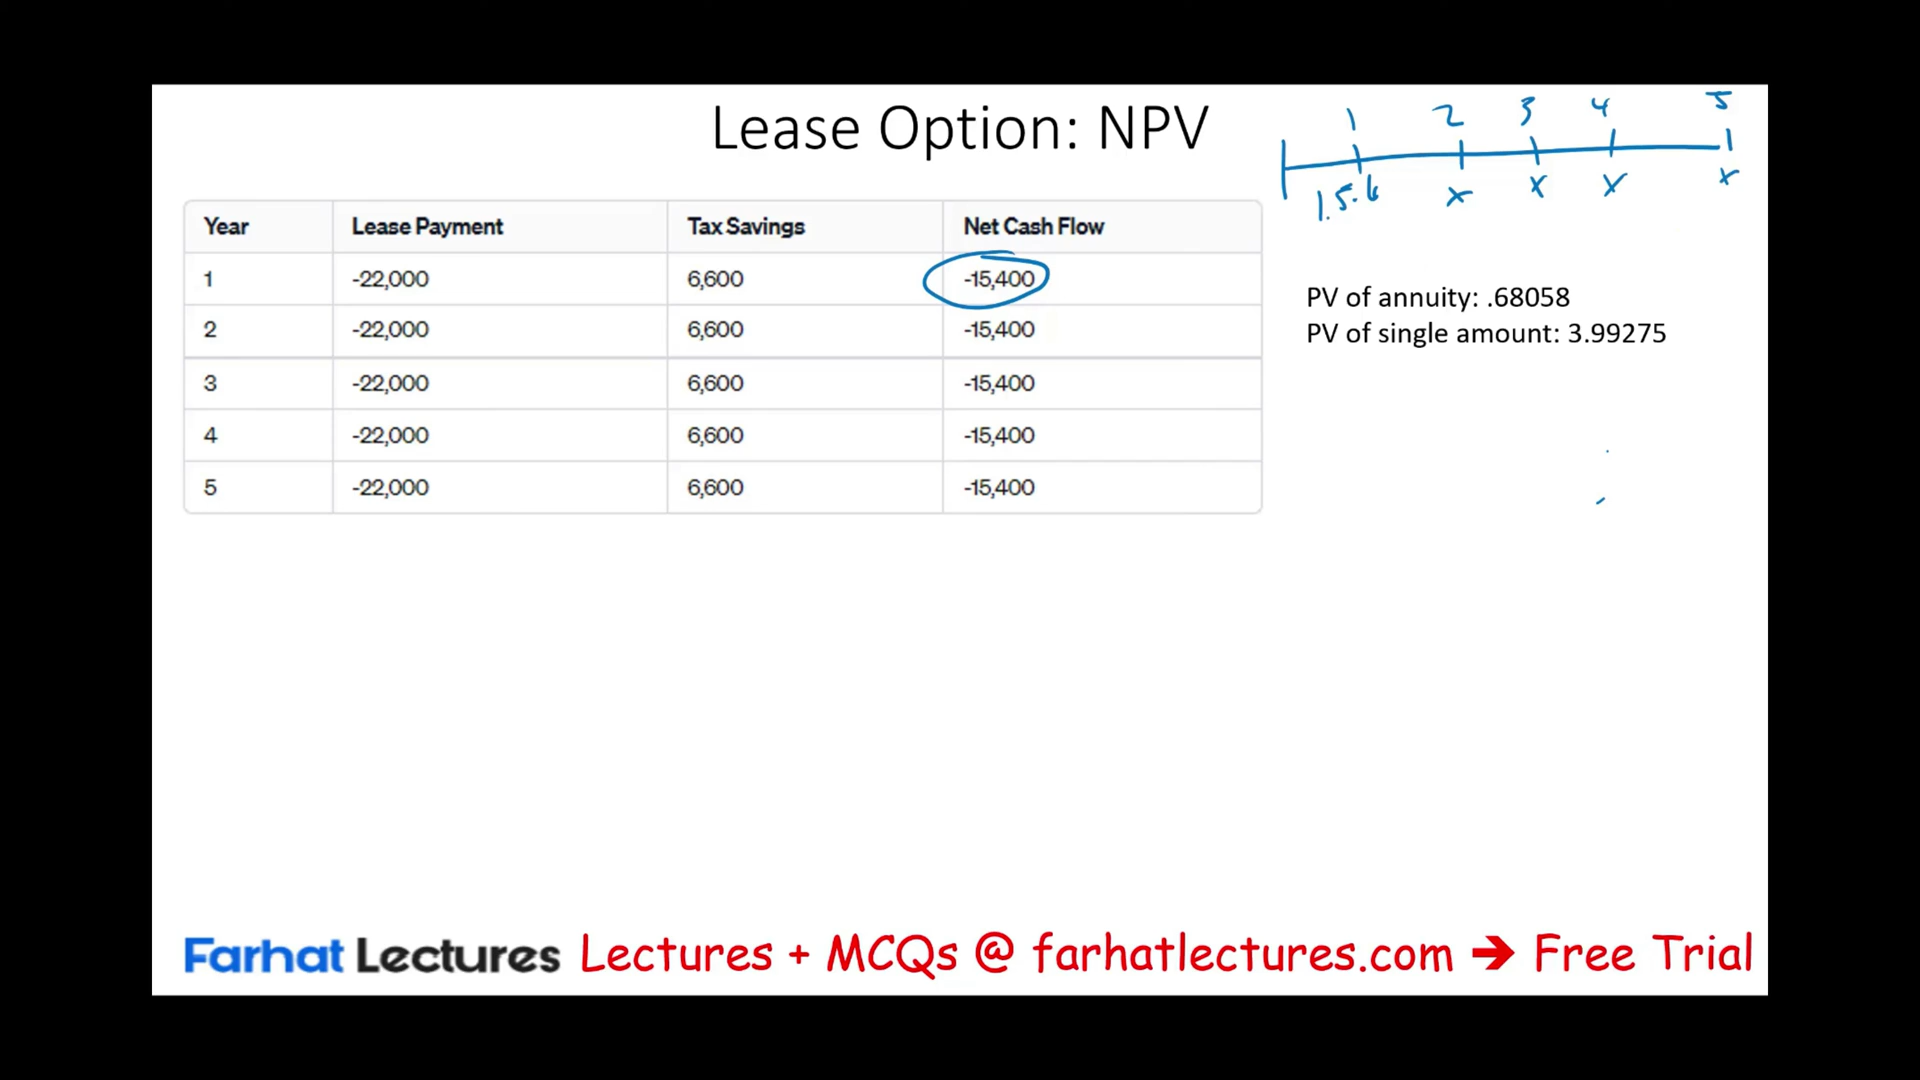 Lease Option: NPV
1 2 3 4 5
1.5.6 x x x x
Year Lease Payment Tax Savings Net Cash Flow
1 -22,000 6,600 -15,400
2 -22,000 6,600 -15,400
3 -22,000 6,600 -15,400
4 -22,000 6,600 -15,400
5 -22,000 6,600 -15,400
PV of annuity: .68058
PV of single amount: 3.99275
Farhat Lectures Lectures + MCQs @ farhatlectures.com ➔ Free Trial